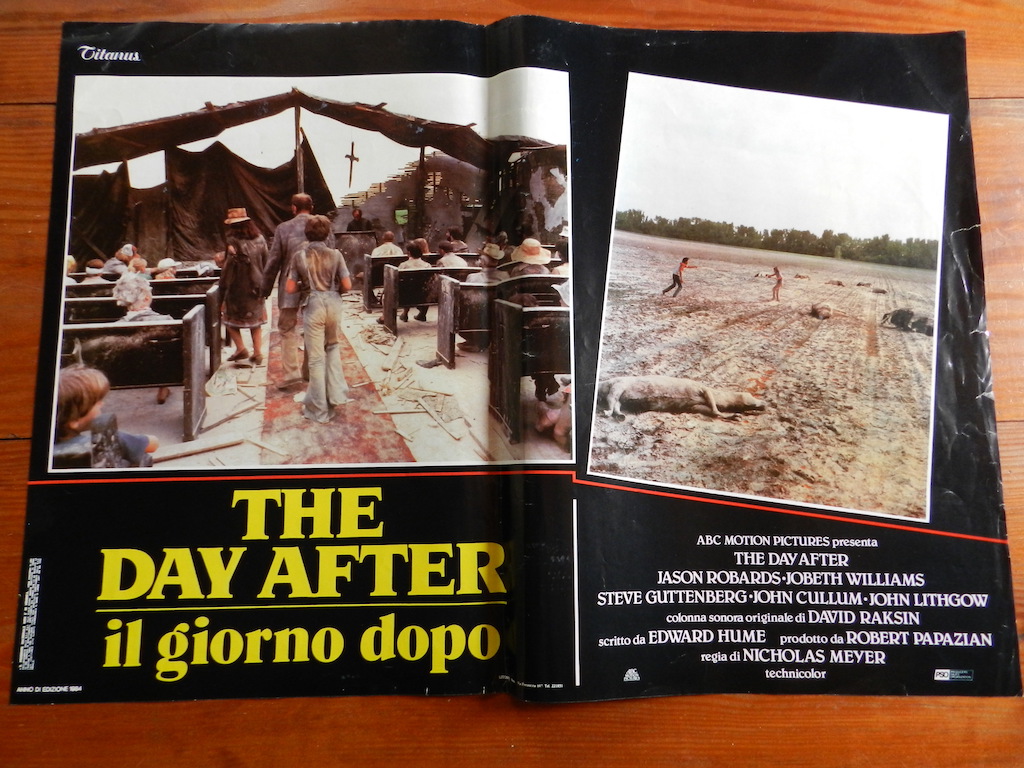 Titanus
THE
DAY AFTER
il giorno dopo
ANNO DI EDIZIONE 1984
ABC MOTION PICTURES presenta
THE DAY AFTER
JASON ROBARDS·JOBETH WILLIAMS
STEVE GUTTENBERG·JOHN CULLUM·JOHN LITHGOW
colonna sonora originale di DAVID RAKSIN
scritto da EDWARD HUME prodotto da ROBERT PAPAZIAN
regia di NICHOLAS MEYER
technicolor
PSO